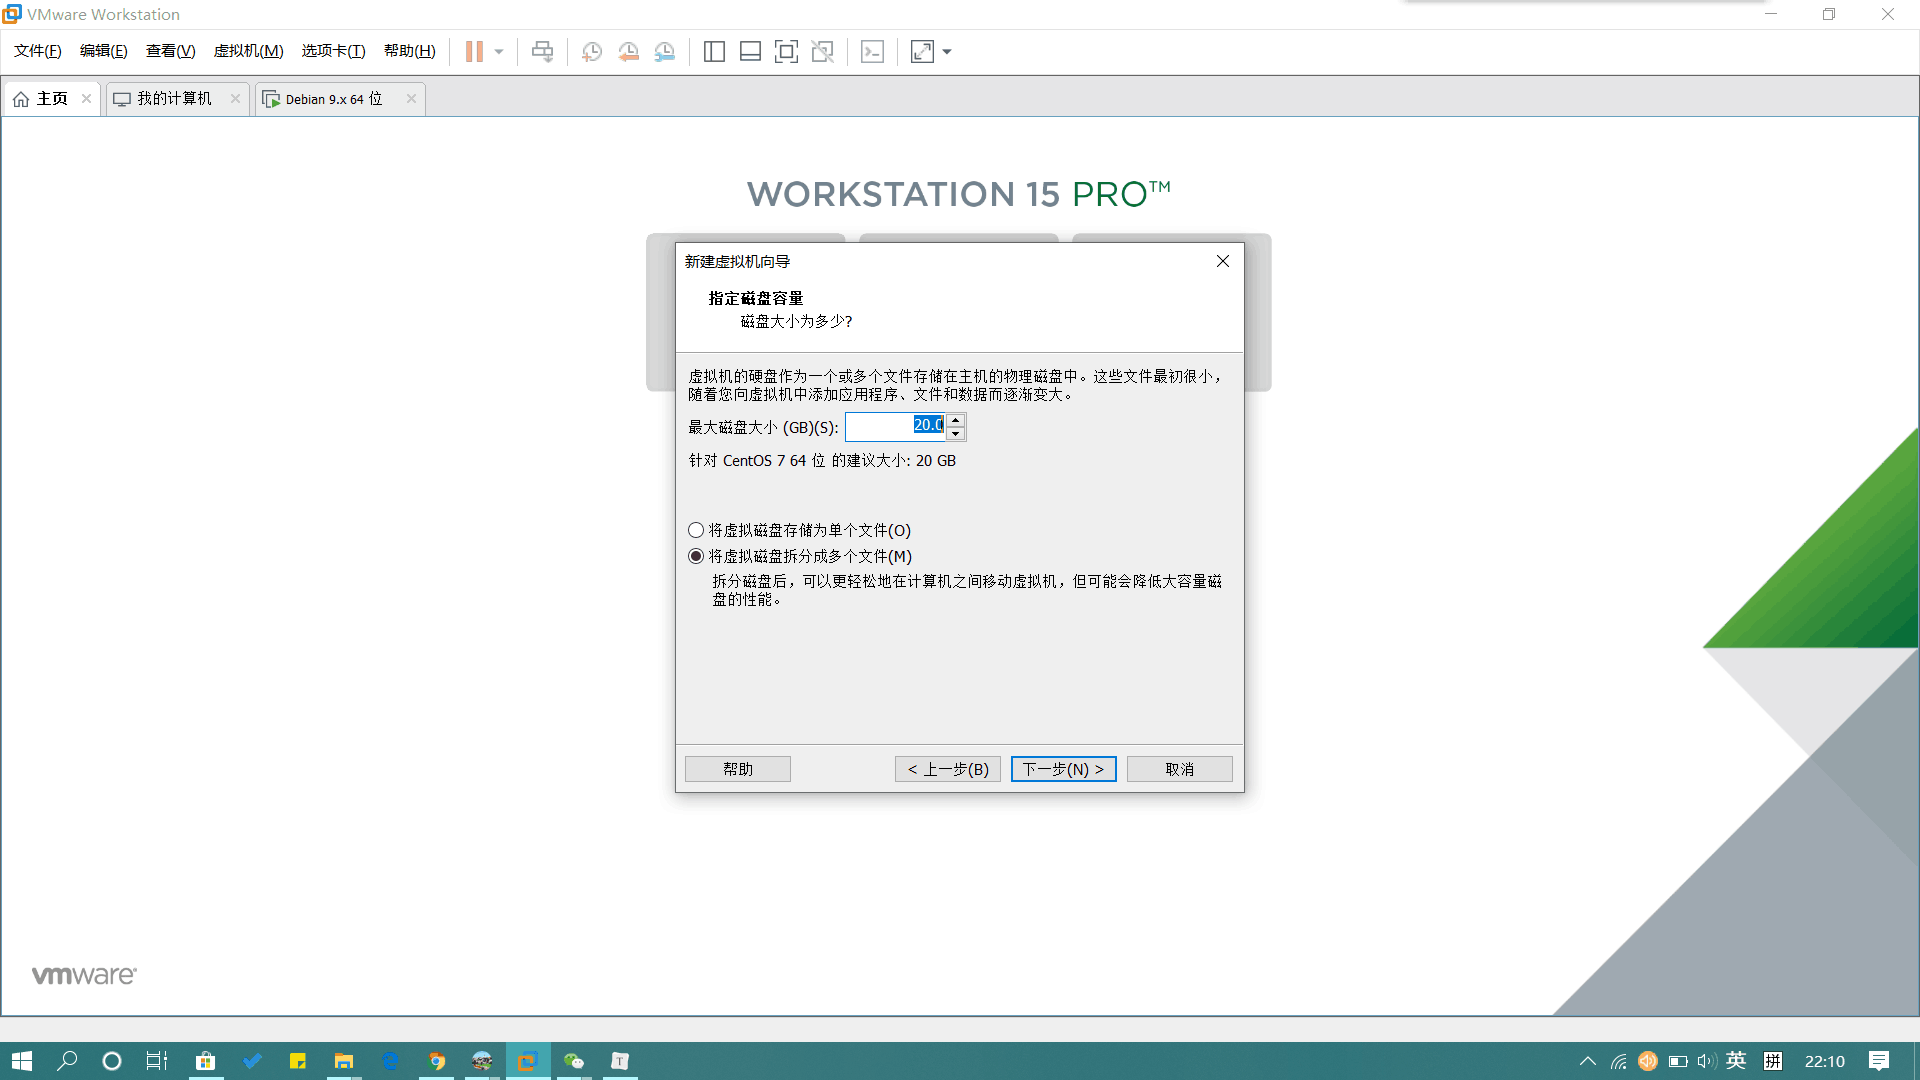 VMware Workstation
文件(F) 编辑(E) 查看(V) 虚拟机(M) 选项卡(T) 帮助(H)
主页 我的计算机 Debian 9.x 64 位
WORKSTATION 15 PRO™
新建虚拟机向导
指定磁盘容量
磁盘大小为多少?
虚拟机的硬盘作为一个或多个文件存储在主机的物理磁盘中。这些文件最初很小，
随着您向虚拟机中添加应用程序、文件和数据而逐渐变大。
最大磁盘大小 (GB)(S): 20.0
针对 CentOS 7 64 位 的建议大小: 20 GB
将虚拟磁盘存储为单个文件(O)
将虚拟磁盘拆分成多个文件(M)
拆分磁盘后，可以更轻松地在计算机之间移动虚拟机，但可能会降低大容量磁
盘的性能。
帮助 < 上一步(B) 下一步(N) > 取消
vmware
T 英 拼 22:10